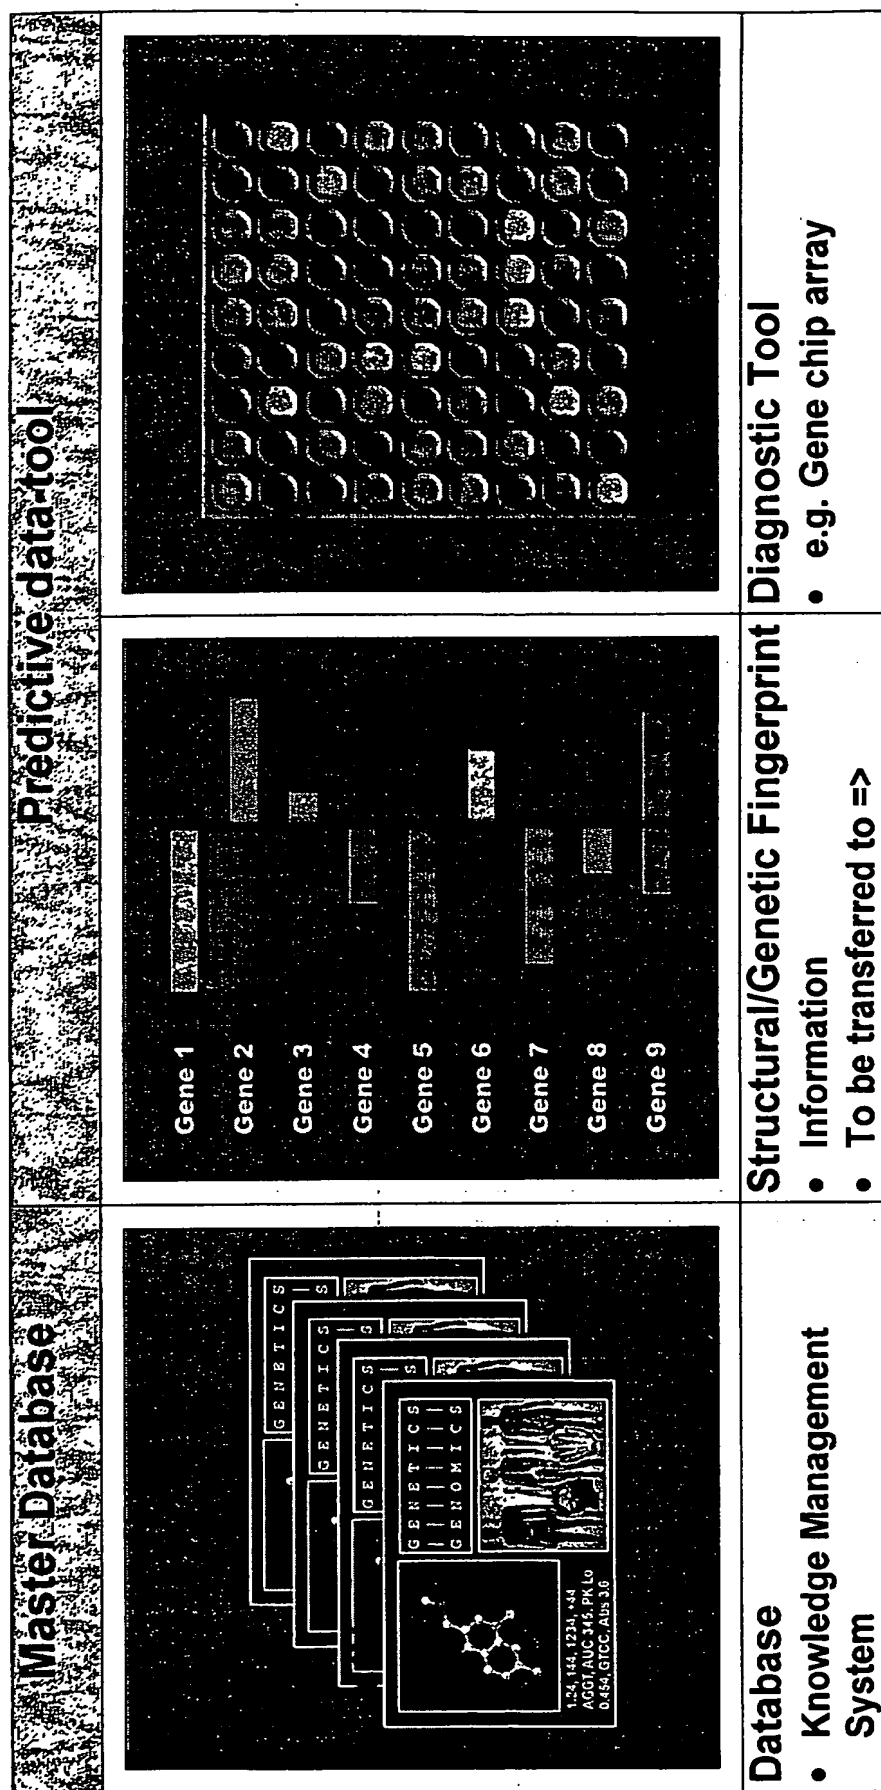 Master Database
Predictive data-tool
GENETICS
| S
GENETICS
| G
GENETICS
| S
GENETICS
| | | | | | | |
GENOMICS
1.24, 144, 1234, +44
AGGT, AUC 345, PK Lo
0.454, GTCC, Abs 3.6
Gene 1
Gene 2
Gene 3
Gene 4
Gene 5
Gene 6
Gene 7
Gene 8
Gene 9
Database
• Knowledge Management
System
Structural/Genetic Fingerprint
• Information
• To be transferred to =>
Diagnostic Tool
• e.g. Gene chip array